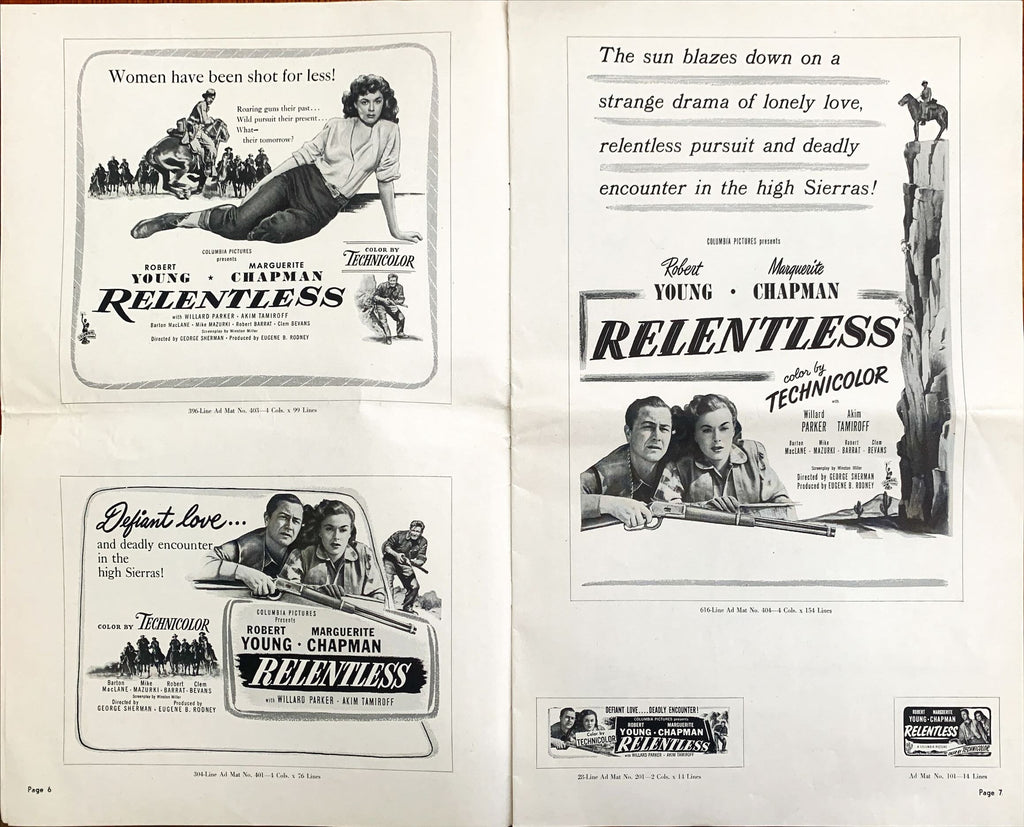 Women have been shot for less!
Roaring guns their past...
Wild pursuit their present...
What—
their tomorrow?
COLUMBIA PICTURES
presents
ROBERT MARGUERITE
YOUNG ★ CHAPMAN
COLOR BY
TECHNICOLOR
RELENTLESS
with WILLARD PARKER · AKIM TAMIROFF
Barton MacLANE · Mike MAZURKI · Robert BARRAT · Clem BEVANS
Screenplay by Winston Miller
Directed by GEORGE SHERMAN · Produced by EUGENE B. RODNEY
396-Line Ad Mat No. 403—4 Cols. x 99 Lines
Defiant love...
and deadly encounter
in the
high Sierras!
COLOR BY TECHNICOLOR
Barton Mike Robert Clem
MacLANE · MAZURKI · BARRAT · BEVANS
Screenplay by Winston Miller
Directed by Produced by
GEORGE SHERMAN · EUGENE B. RODNEY
COLUMBIA PICTURES
Presents
ROBERT MARGUERITE
YOUNG · CHAPMAN
RELENTLESS
with WILLARD PARKER · AKIM TAMIROFF
304-Line Ad Mat No. 401—4 Cols. x 76 Lines
Page 6
The sun blazes down on a
strange drama of lonely love,
relentless pursuit and deadly
encounter in the high Sierras!
COLUMBIA PICTURES presents
Robert Marguerite
YOUNG · CHAPMAN
RELENTLESS
color by
TECHNICOLOR
with
Willard Akim
PARKER TAMIROFF
Barton Mike Robert Clem
MacLANE · MAZURKI · BARRAT · BEVANS
Screenplay by Winston Miller
Directed by GEORGE SHERMAN
Produced by EUGENE B. RODNEY
616-Line Ad Mat No. 404—4 Cols. x 154 Lines
DEFIANT LOVE....DEADLY ENCOUNTER!
COLUMBIA PICTURES presents
ROBERT MARGUERITE
YOUNG · CHAPMAN
Color by
TECHNICOLOR
RELENTLESS
with WILLARD PARKER · AKIM TAMIROFF
28-Line Ad Mat No. 201—2 Cols. x 14 Lines
ROBERT MARGUERITE
YOUNG · CHAPMAN
RELENTLESS
A COLUMBIA PICTURE
Color by TECHNICOLOR
Ad Mat No. 101—14 Lines
Page 7